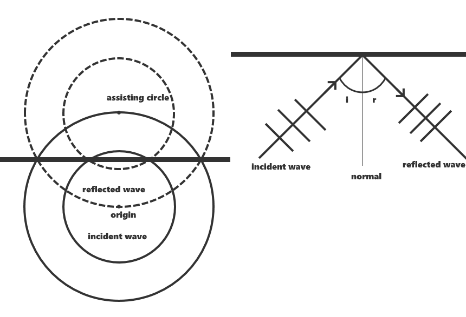 assisting circle
reflected wave
origin
incident wave
i
r
incident wave
reflected wave
normal